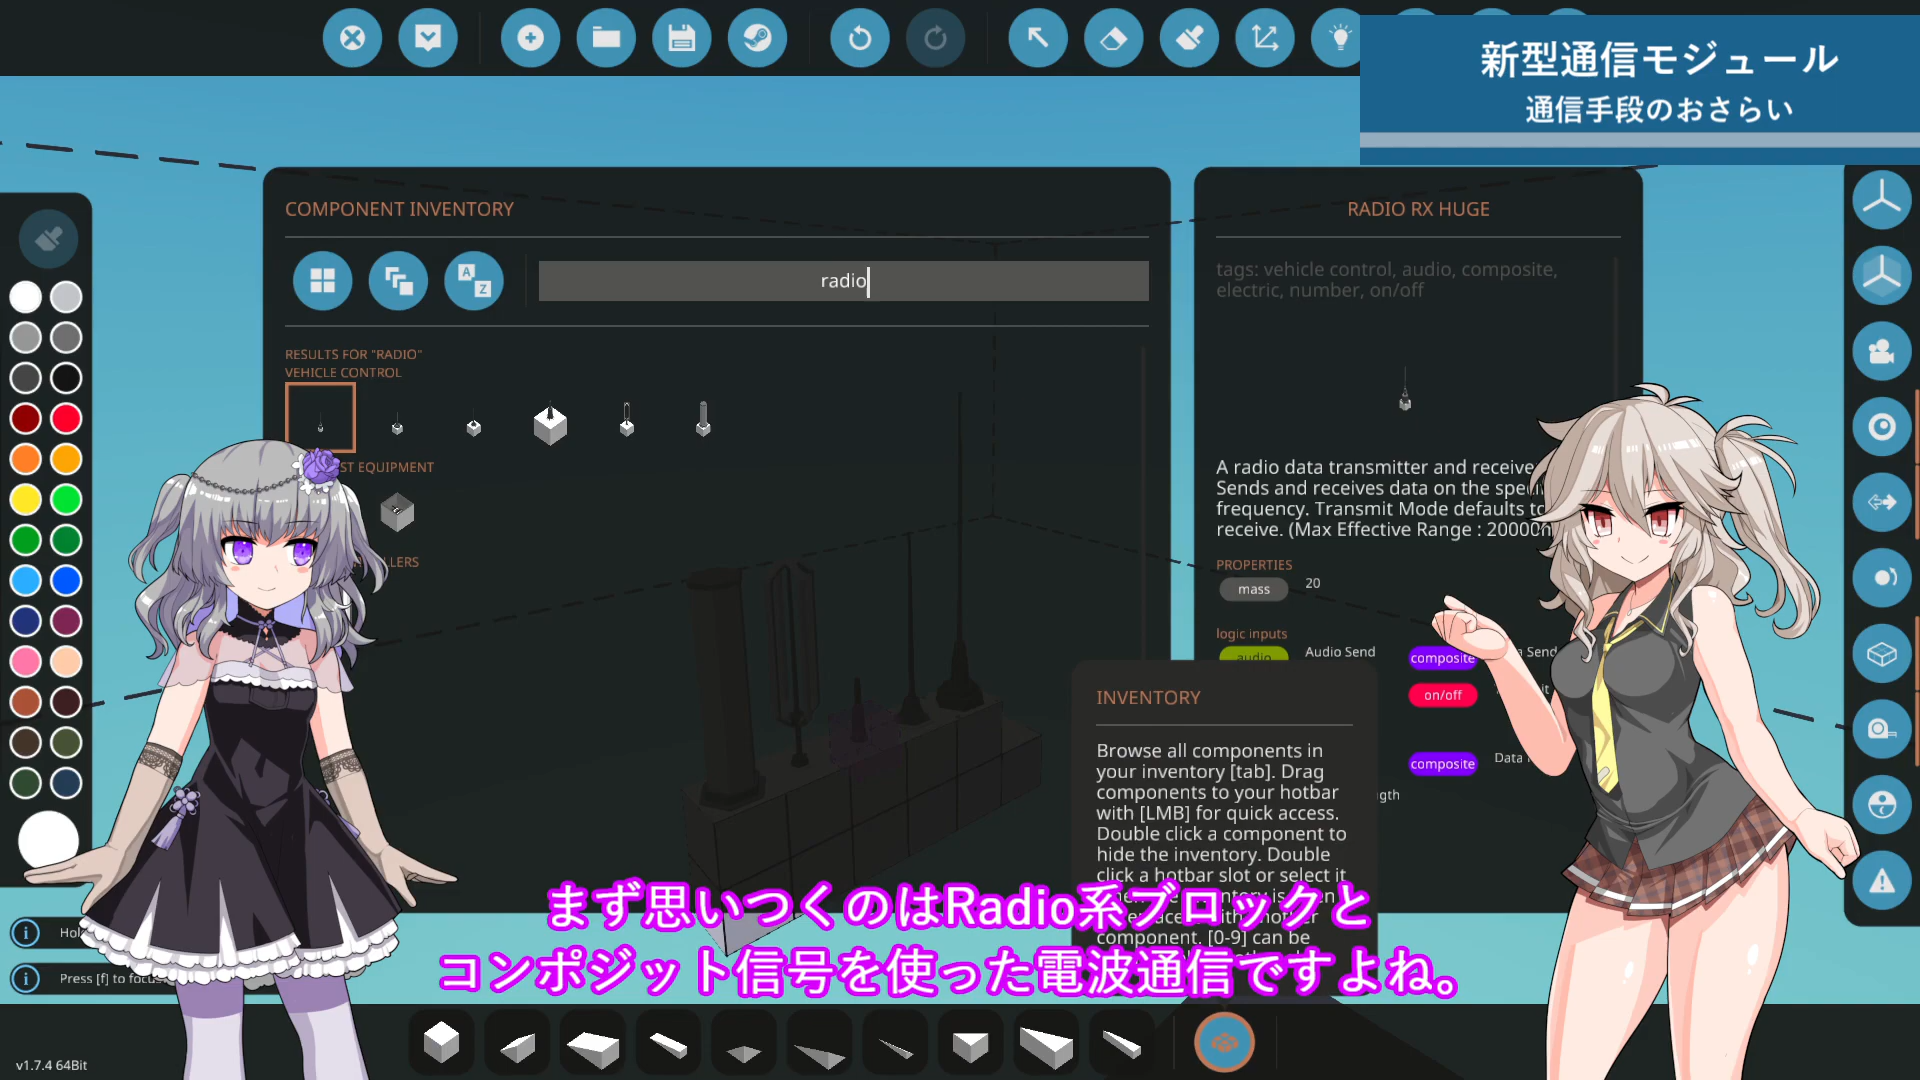 新型通信モジュール
通信手段のおさらい
COMPONENT INVENTORY
A
Z
radio
RESULTS FOR "RADIO"
VEHICLE CONTROL
EQUIPMENT
RADIO RX HUGE
tags: vehicle control, audio, composite,
electric, number, on/off
A radio data transmitter and
Sends and receives data on the
frequency. Transmit Mode defaults to
receive. (Max Effective Range : 20000
PROPERTIES
mass 20
logic inputs
audio Audio Send composite Send
on/off
composite Data
INVENTORY
Browse all components in
your inventory [tab]. Drag
components to your hotbar
with [LMB] for quick access.
Double click a component to
hide the inventory. Double
click a hotbar slot or select it
component. [0-9] can be
まず思いつくのはRadio系ブロックと
コンポジット信号を使った電波通信ですよね。
Press [f] to
v1.7.4 64Bit